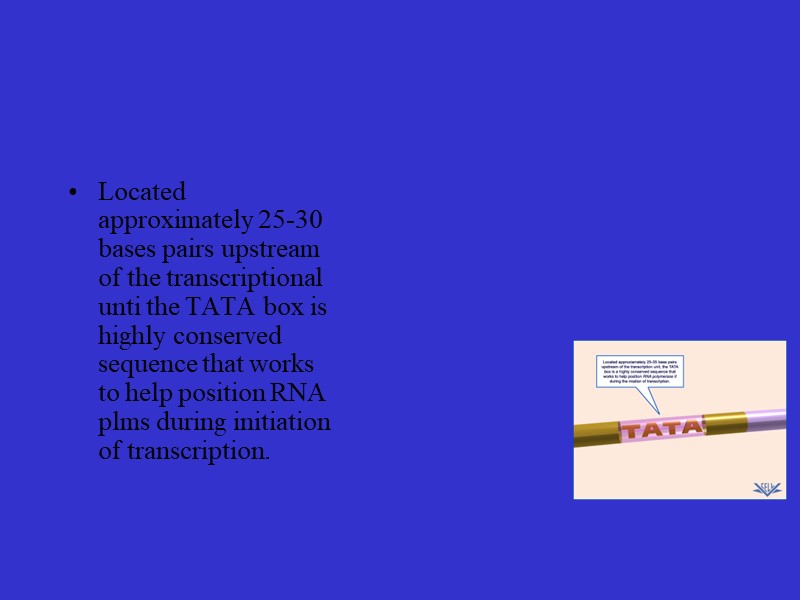 • Located
approximately 25-30
bases pairs upstream
of the transcriptional
unti the TATA box is
highly conserved
sequence that works
to help position RNA
plms during initiation
of transcription.
Located approximately 25-35 base pairs
upstream of the transcription unit, the TATA
box is a highly conserved sequence that
works to help position RNA polymerase II
during the initiation of transcription.
TATA